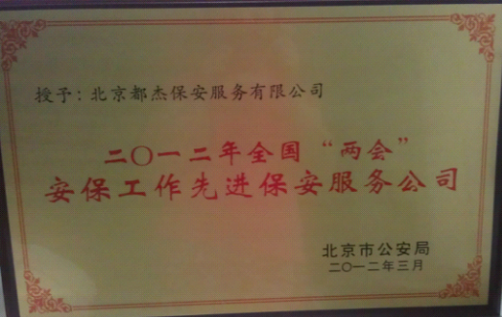 授予：北京都杰保安服务有限公司
二〇一二年全国“两会”
安保工作先进保安服务公司
北京市公安局
二〇一二年三月